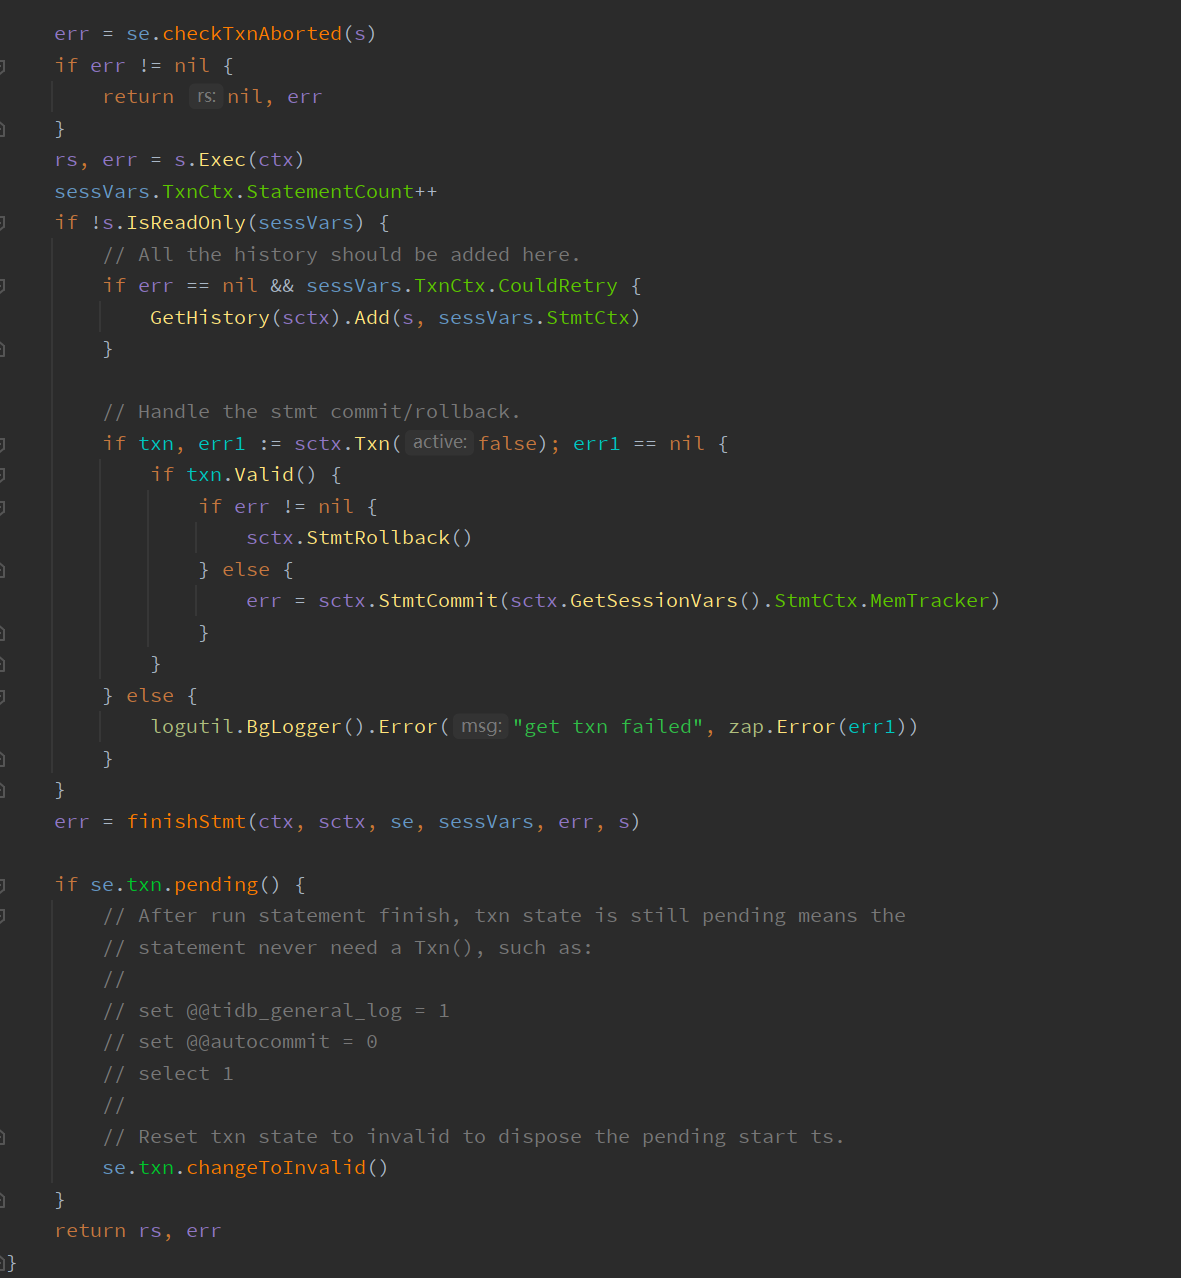 err = se.checkTxnAborted(s)
if err != nil {
return rs: nil, err
}
rs, err = s.Exec(ctx)
sessVars.TxnCtx.StatementCount++
if !s.IsReadOnly(sessVars) {
// All the history should be added here.
if err == nil && sessVars.TxnCtx.CouldRetry {
GetHistory(sctx).Add(s, sessVars.StmtCtx)
}
// Handle the stmt commit/rollback.
if txn, err1 := sctx.Txn( active: false); err1 == nil {
if txn.Valid() {
if err != nil {
sctx.StmtRollback()
} else {
err = sctx.StmtCommit(sctx.GetSessionVars().StmtCtx.MemTracker)
}
}
} else {
logutil.BgLogger().Error( msg: "get txn failed", zap.Error(err1))
}
}
err = finishStmt(ctx, sctx, se, sessVars, err, s)
if se.txn.pending() {
// After run statement finish, txn state is still pending means the
// statement never need a Txn(), such as:
//
// set @@tidb_general_log = 1
// set @@autocommit = 0
// select 1
//
// Reset txn state to invalid to dispose the pending start ts.
se.txn.changeToInvalid()
}
return rs, err
}